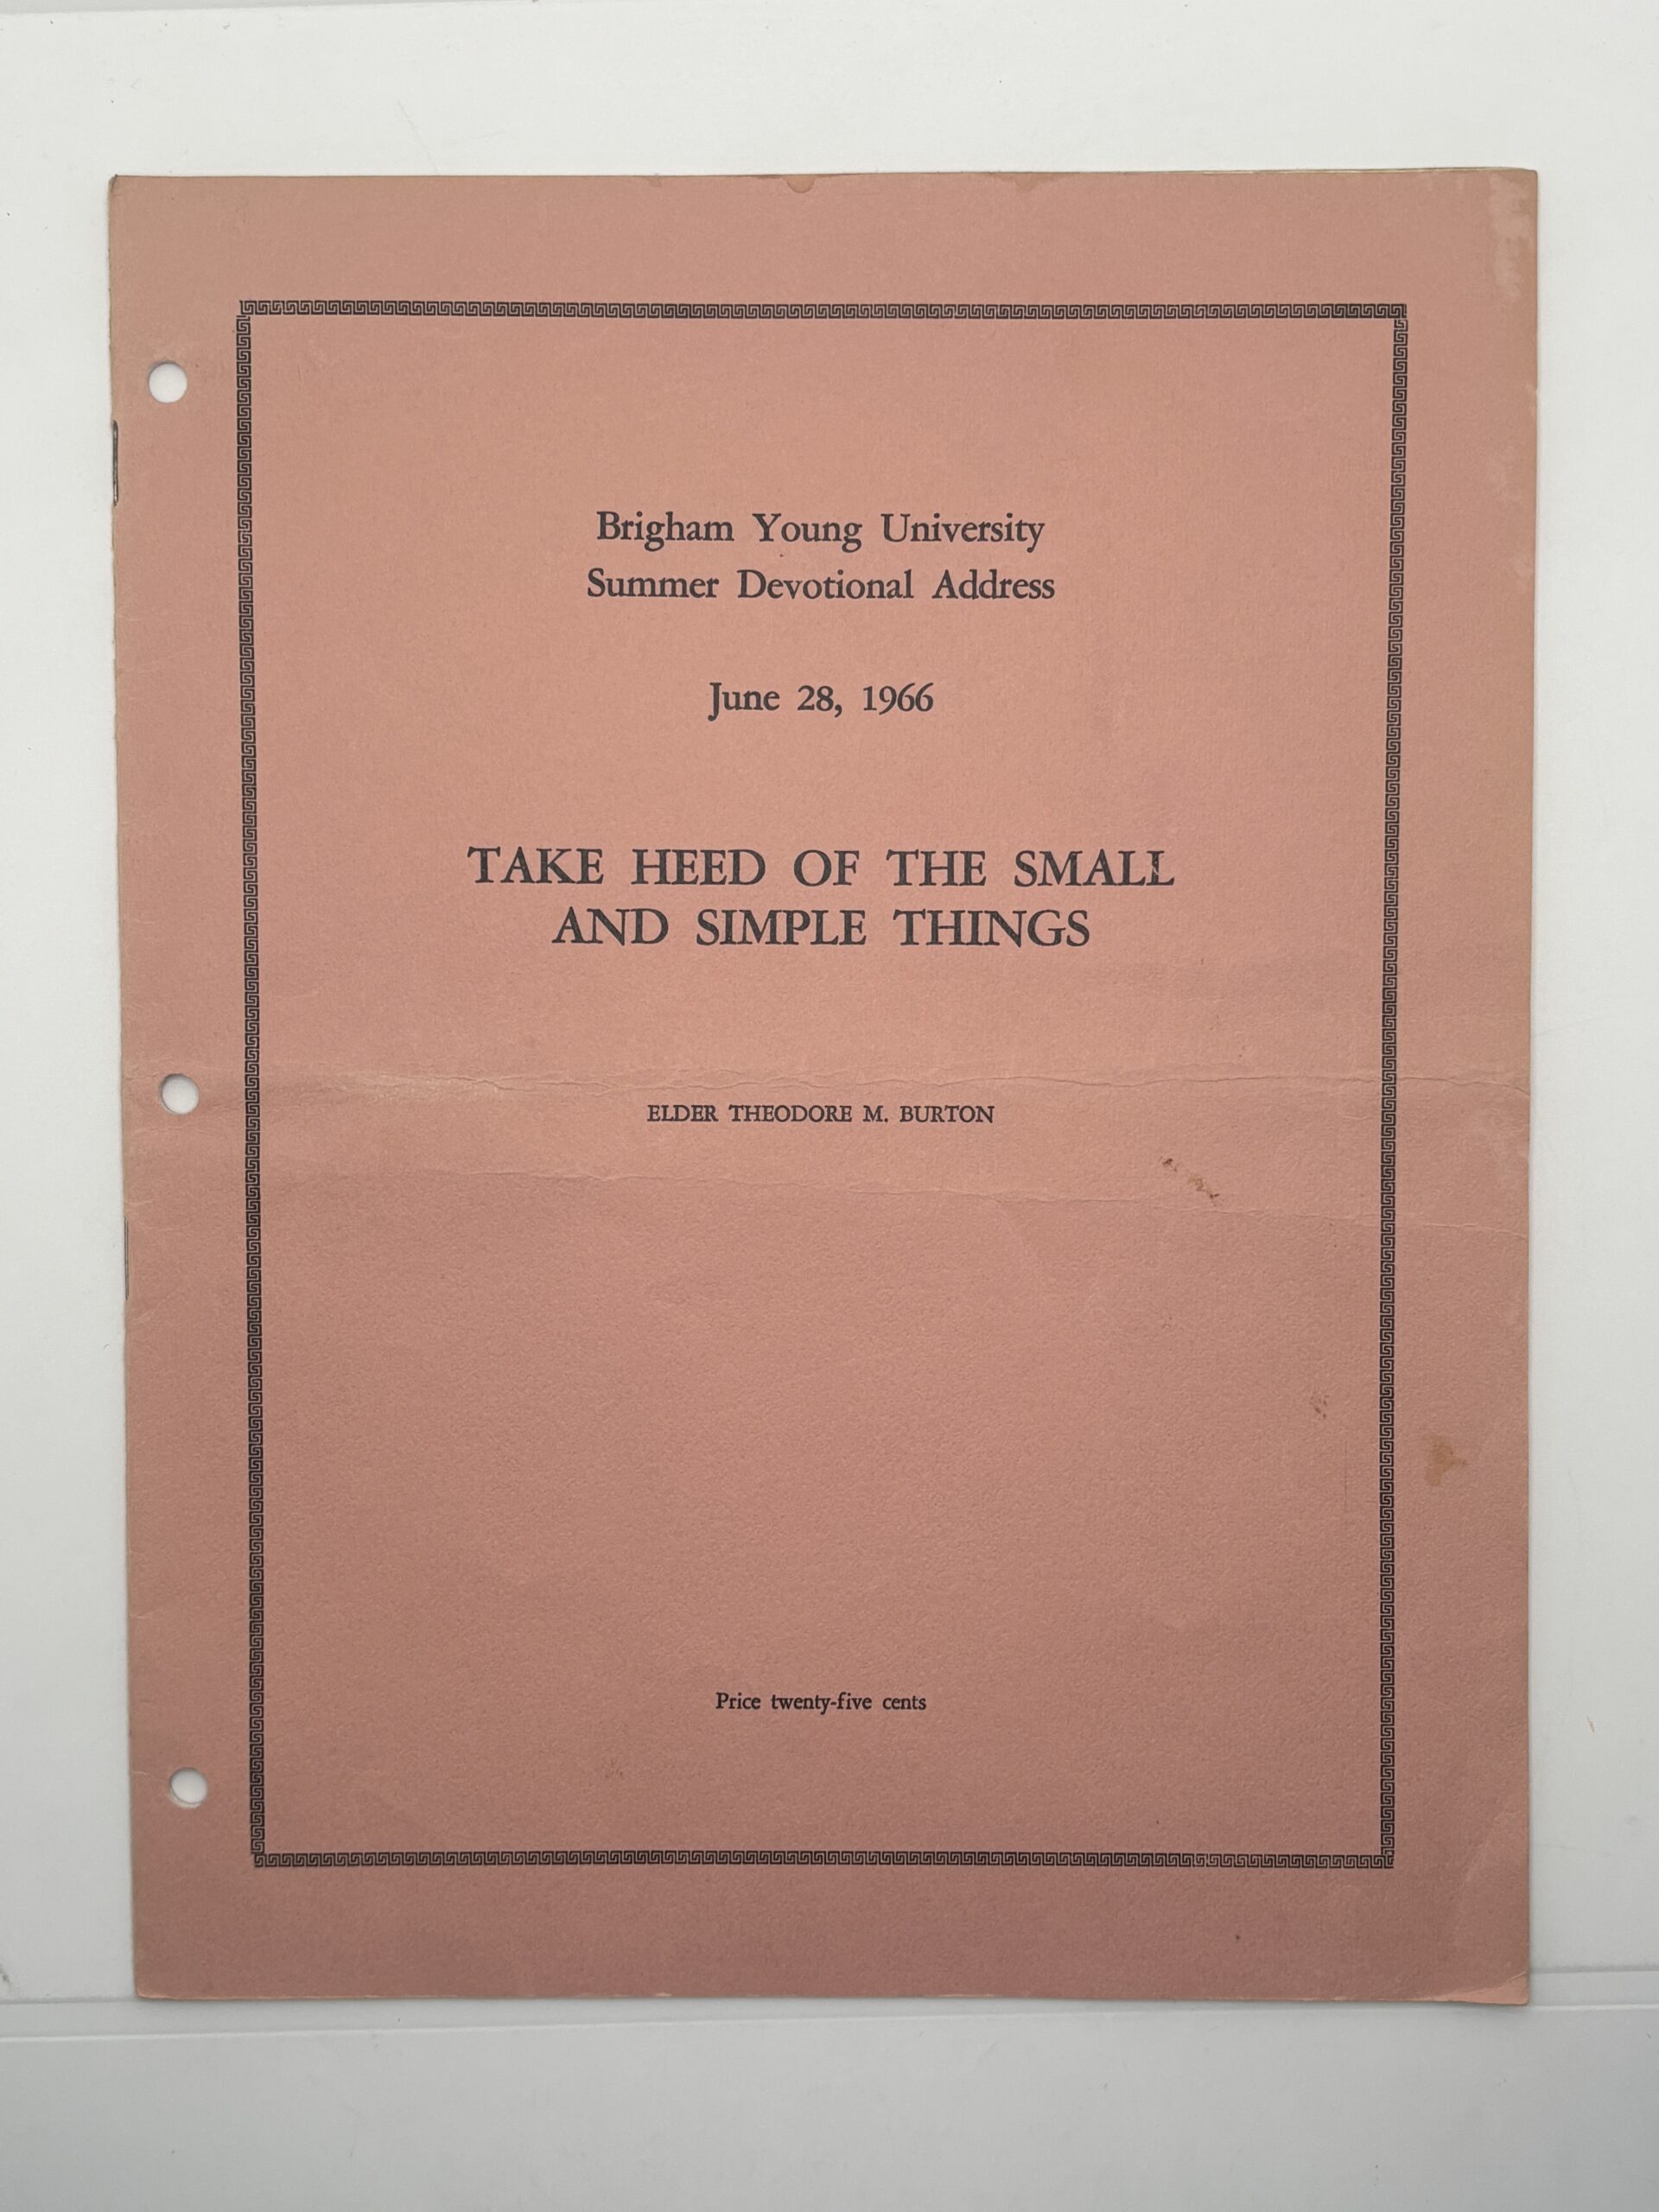 Brigham Young University
Summer Devotional Address
June 28, 1966
TAKE HEED OF THE SMALL
AND SIMPLE THINGS
ELDER THEODORE M. BURTON
Price twenty-five cents